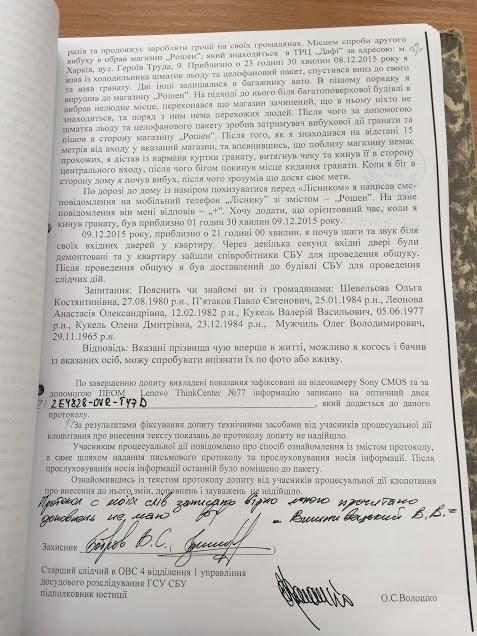 разів та продовжує заробляти гроші на своїх громадянах. Місцем спроби другого
вибуху я обрав магазин „Рошен", який знаходиться в ТРЦ „Дафі" за адресою: м.
Харків, вул. Героїв Труда, 9. Приблизно о 23 годині 30 хвилин 08.12.2015 року я
взяв із холодильника шматок льоду та целофановий пакет, спустився вниз до свого
та взяв гранату. Дві інші залишилися в багажнику авто. В пішому порядку я
вирушив до магазину „Рошен". На підході до нього біля багатоповерхової будівлі я
вибрав нелюдне місце, переконався що магазин зачинений, що в ньому ніхто не
знаходиться, та поряд з ним нема перехожих людей. Після чого за допомогою
шматка льоду та целофанового пакету зробив затримувач вибухової дії гранати та
пішов в сторону магазину „Рошен". Після того, як я знаходився на відстані 15
метрів від входу у вказаний магазин, та впевнившись, що поблизу магазину немає
прохожих, я дістав із кармана куртки гранату, витягнув чеку та кинув її в сторону
центрального входу, після чого бігом покинув місце кидання гранати. Коли я біг в
сторону дому я почув вибух, після чого зрозумів що досяг своє мети.
По дорозі до дому із наміром похизуватися перед «Лісником» я написав смс-
повідомлення на мобільний телефон „Ліснику" зі змістом – „Рошен". На дане
повідомлення він мені відповів – „+". Хочу додати, що орієнтовний час, коли я
кинув гранату, був приблизно 01 годин 30 хвилин 09.12.2015 року.
09.12.2015 року, приблизно о 21 годині 00 хвилин, я почув шаги та звук біля
своїх вхідних дверей у квартиру. Через декілька секунд вхідні двері були
демонтовані та у квартиру зайшли співробітники СБУ для проведення обшуку.
Після проведення обшуку я був доставлений до будівлі СБУ для проведення
слідчих дій.
Запитання: Поясніть чи знайомі ви із громадянами: Шевельова Ольга
Костянтинівна, 27.08.1980 р.н., П'ятаков Павло Євгенович, 25.01.1984 р.н., Леонова
Анастасія Олександрівна, 12.02.1982 р.н., Кукель Валерій Васильович, 05.06.1977
р.н., Кукель Олена Дмитрівна, 23.12.1984 р.н., Мужчиль Олег Володимирович,
29.11.1965 р.н.
Відповідь: Вказані прізвища чую вперше в житті, можливо я когось і бачив
із вказаних осіб, можу спробувати впізнати їх по фото або вживу.
По завершенню допиту викладені показання зафіксовані на відеокамеру Sony CMOS та за
допомогою ПЕОМ Lenovo ThinkCenter №77 інформацію записано на оптичний диск
2E4828-DVR-T47D, який додається до даного
протоколу.
За результатами фіксування допиту технічними засобами від учасників процесуальної дії
клопотання про внесення тексту показань до протоколу допиту не надійшло.
Учасникам процесуальної дії повідомлено про спосіб ознайомлення із змістом протоколу,
а саме шляхом надання письмового протоколу та прослуховування носія інформації. Після
прослуховування носія інформації останній було поміщено до пакету.
Ознайомившись із текстом протоколу допиту від учасників процесуальної дії клопотання
про внесення до нього змін, доповнень і зауважень не надійшло.
Протокол с моїх слів записано вірно мною прочитано
доповнень не маю
Захисник
Старший слідчий в ОВС 4 відділення 1 управління
досудового розслідування ГСУ СБУ
підполковник юстиції О.С.Волошко